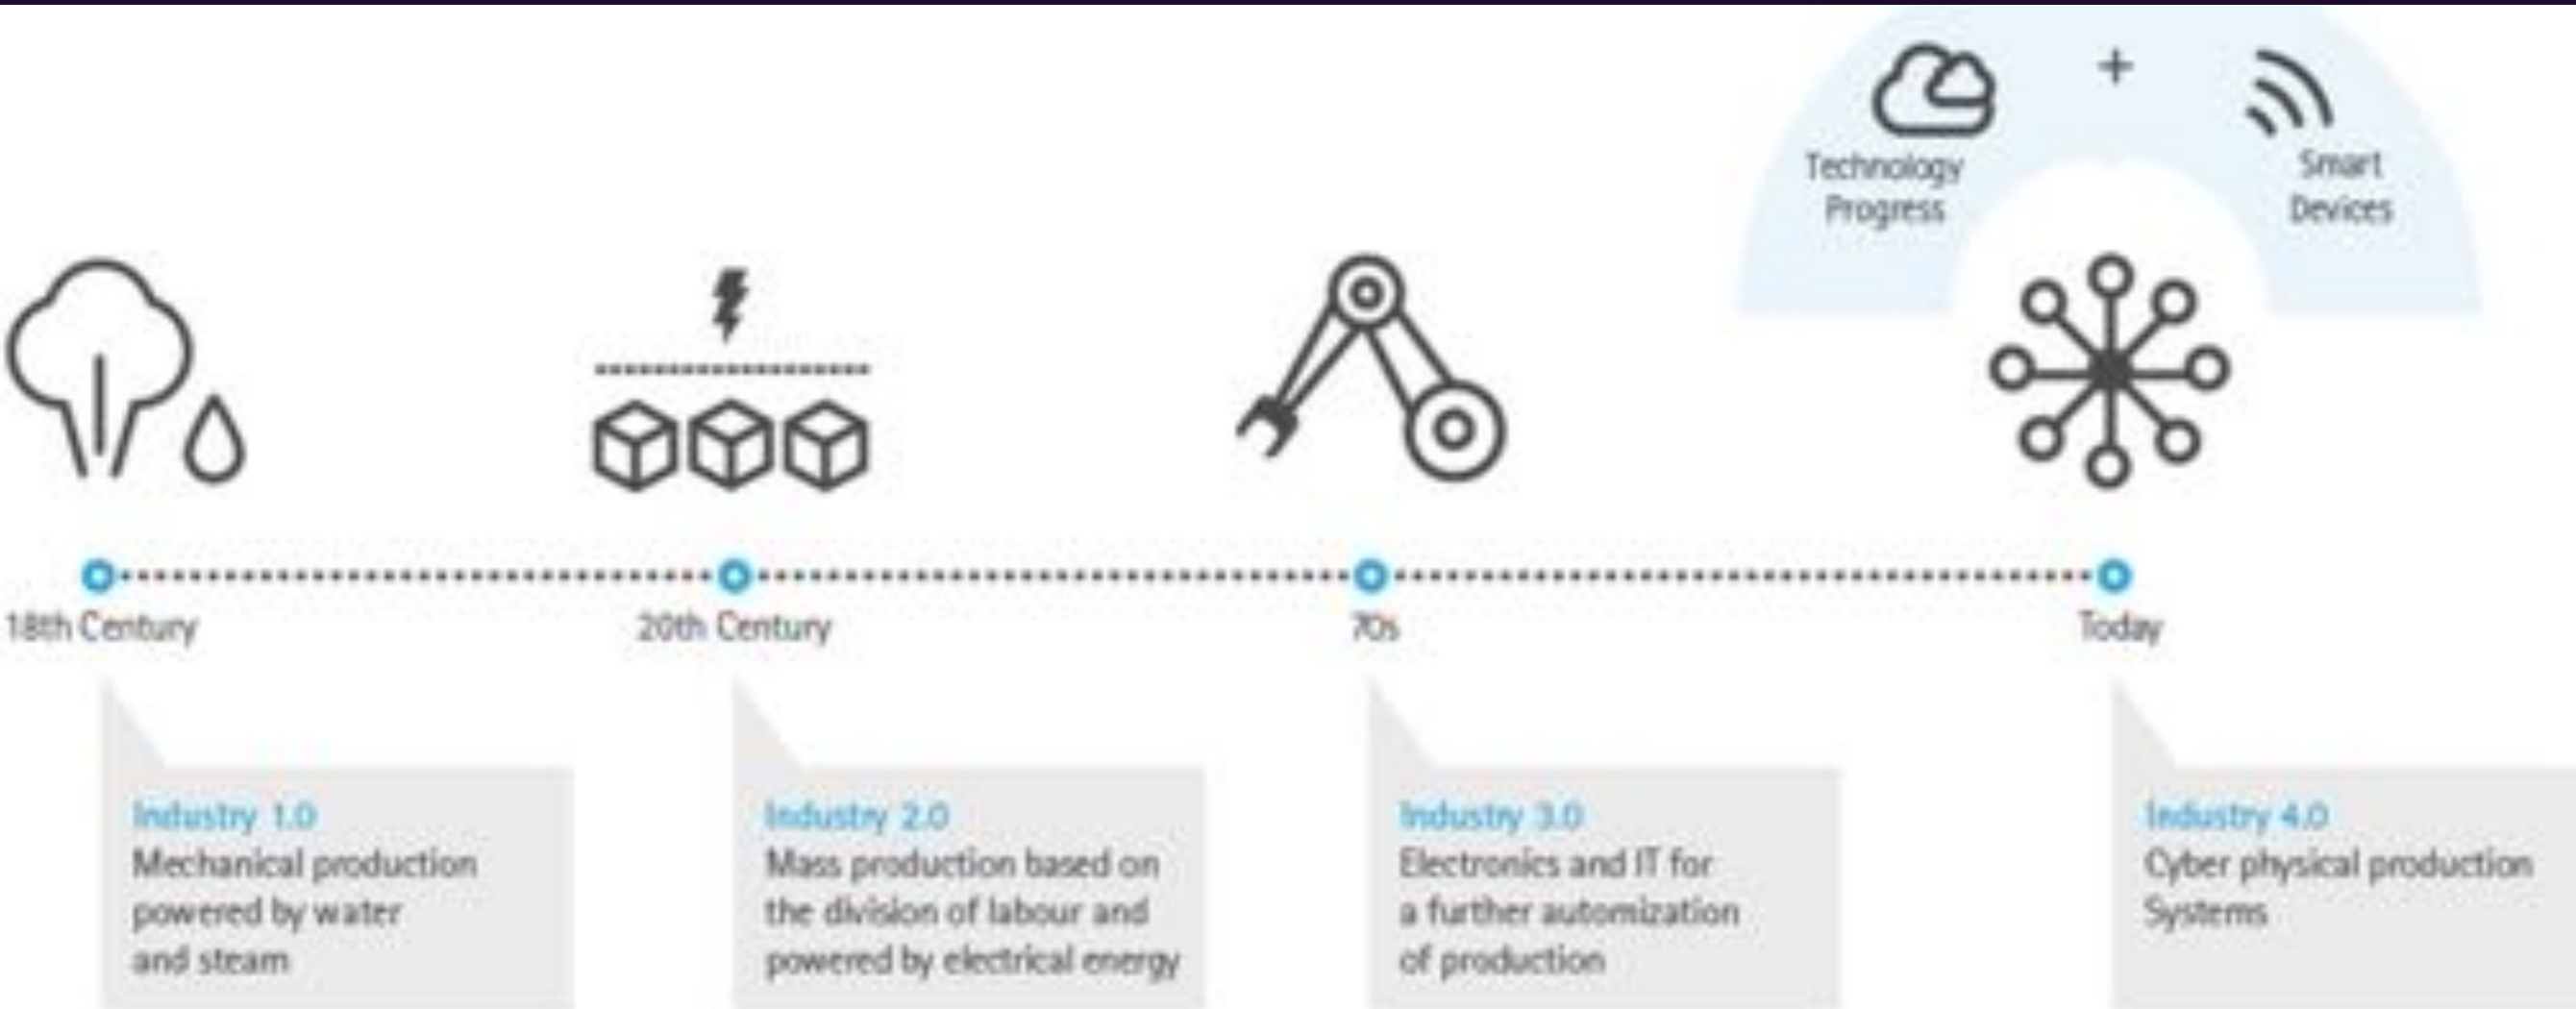 +
Technology
Progress
Smart
Devices
18th Century
20th Century
70s
Today
Industry 1.0
Mechanical production
powered by water
and steam
Industry 2.0
Mass production based on
the division of labour and
powered by electrical energy
Industry 3.0
Electronics and IT for
a further automization
of production
Industry 4.0
Cyber physical production
Systems